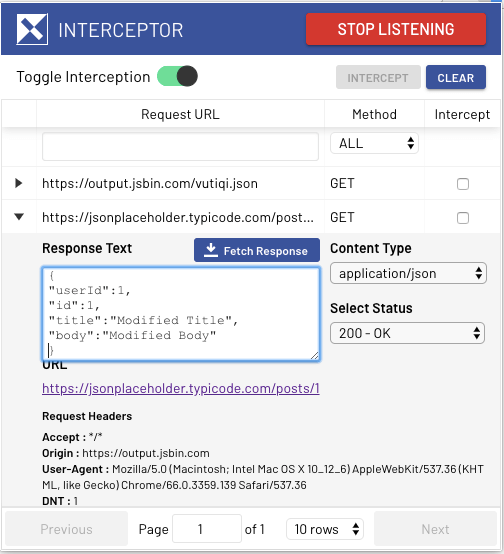 INTERCEPTOR
STOP LISTENING
Toggle Interception
INTERCEPT
CLEAR
Request URL
Method
Intercept
ALL
https://output.jsbin.com/vutiqi.json
GET
https://jsonplaceholder.typicode.com/post...
GET
Response Text
Fetch Response
Content Type
{
"userId":1,
"id":1,
"title":"Modified Title",
"body":"Modified Body"
}
application/json
Select Status
200 - OK
URL
https://jsonplaceholder.typicode.com/posts/1
Request Headers
Accept : */*
Origin : https://output.jsbin.com
User-Agent : Mozilla/5.0 (Macintosh; Intel Mac OS X 10_12_6) AppleWebKit/537.36 (KHT
ML, like Gecko) Chrome/66.0.3359.139 Safari/537.36
DNT : 1
Previous
Page
1
of 1
10 rows
Next